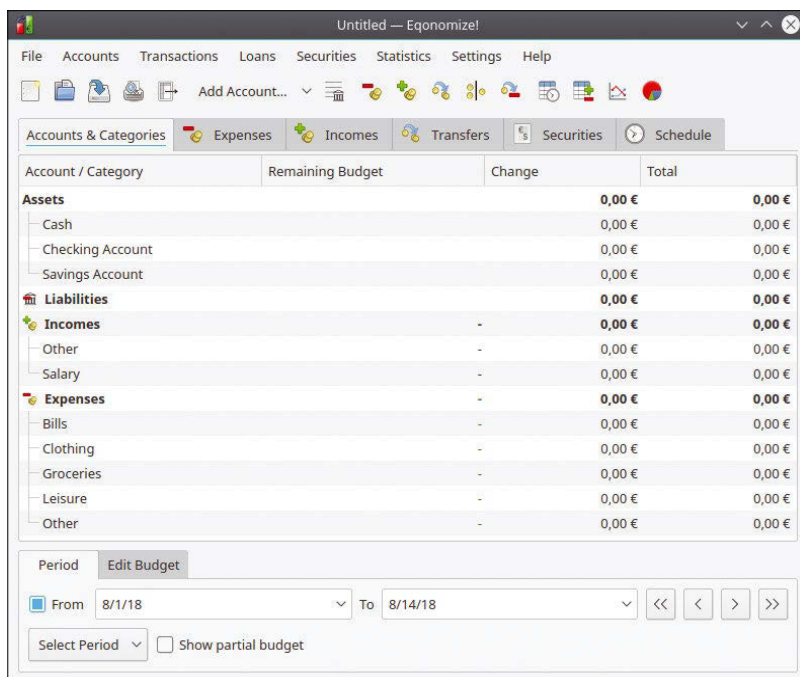 Untitled — Eqonomize!
File Accounts Transactions Loans Securities Statistics Settings Help
Add Account...
Accounts & Categories Expenses Incomes Transfers Securities Schedule
Account / Category Remaining Budget Change Total
Assets 0,00 € 0,00 €
Cash 0,00 € 0,00 €
Checking Account 0,00 € 0,00 €
Savings Account 0,00 € 0,00 €
Liabilities 0,00 € 0,00 €
Incomes - 0,00 € 0,00 €
Other - 0,00 € 0,00 €
Salary - 0,00 € 0,00 €
Expenses - 0,00 € 0,00 €
Bills - 0,00 € 0,00 €
Clothing - 0,00 € 0,00 €
Groceries - 0,00 € 0,00 €
Leisure - 0,00 € 0,00 €
Other - 0,00 € 0,00 €
Period Edit Budget
From 8/1/18 To 8/14/18 << < > >>
Select Period Show partial budget